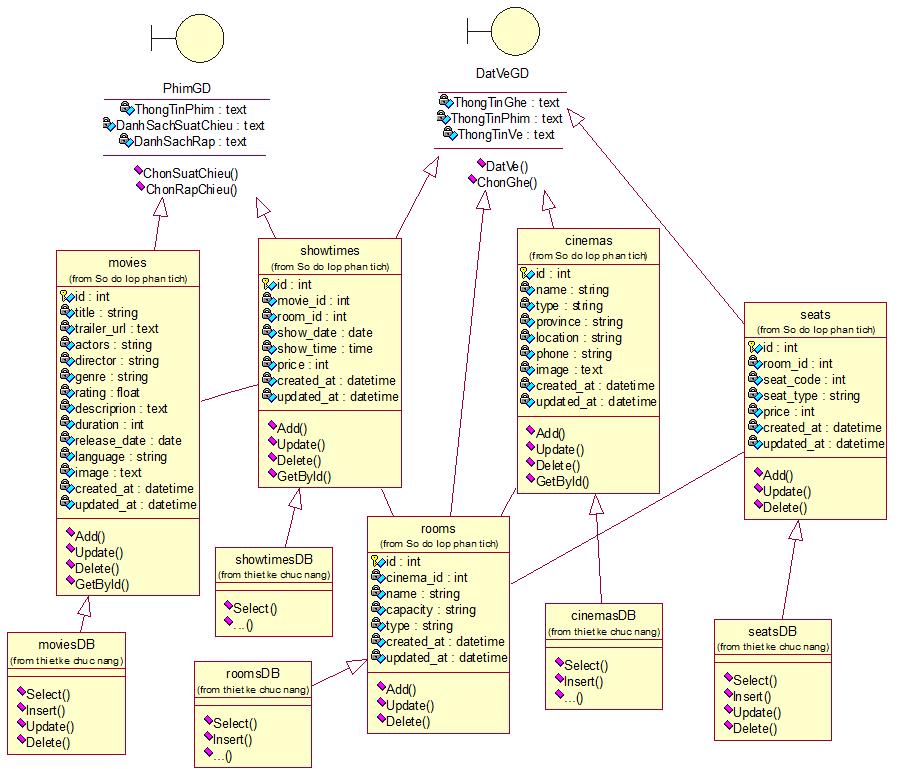 PhimGD
ThongTinPhim : text
DanhSachSuatChieu : text
DanhSachRap : text
ChonSuatChieu()
ChonRapChieu()
DatVeGD
ThongTinGhe : text
ThongTinPhim : text
ThongTinVe : text
DatVe()
ChonGhe()
movies
(from So do lop phan tich)
id : int
title : string
trailer_url : text
actors : string
director : string
genre : string
rating : float
descriprion : text
duration : int
release_date : date
language : string
image : text
created_at : datetime
updated_at : datetime
Add()
Update()
Delete()
GetById()
showtimes
(from So do lop phan tich)
id : int
movie_id : int
room_id : int
show_date : date
show_time : time
price : int
created_at : datetime
updated_at : datetime
Add()
Update()
Delete()
GetById()
cinemas
(from So do lop phan tich)
id : int
name : string
type : string
province : string
location : string
phone : string
image : text
created_at : datetime
updated_at : datetime
Add()
Update()
Delete()
GetById()
seats
(from So do lop phan tich)
id : int
room_id : int
seat_code : int
seat_type : string
price : int
created_at : datetime
updated_at : datetime
Add()
Update()
Delete()
rooms
(from So do lop phan tich)
id : int
cinema_id : int
name : string
capacity : string
type : string
created_at : datetime
updated_at : datetime
Add()
Update()
Delete()
showtimesDB
(from thiet ke chuc nang)
Select()
...()
moviesDB
(from thiet ke chuc nang)
Select()
Insert()
Update()
Delete()
roomsDB
(from thiet ke chuc nang)
Select()
Insert()
...()
cinemasDB
(from thiet ke chuc nang)
Select()
Insert()
...()
seatsDB
(from thiet ke chuc nang)
Select()
Insert()
Update()
Delete()